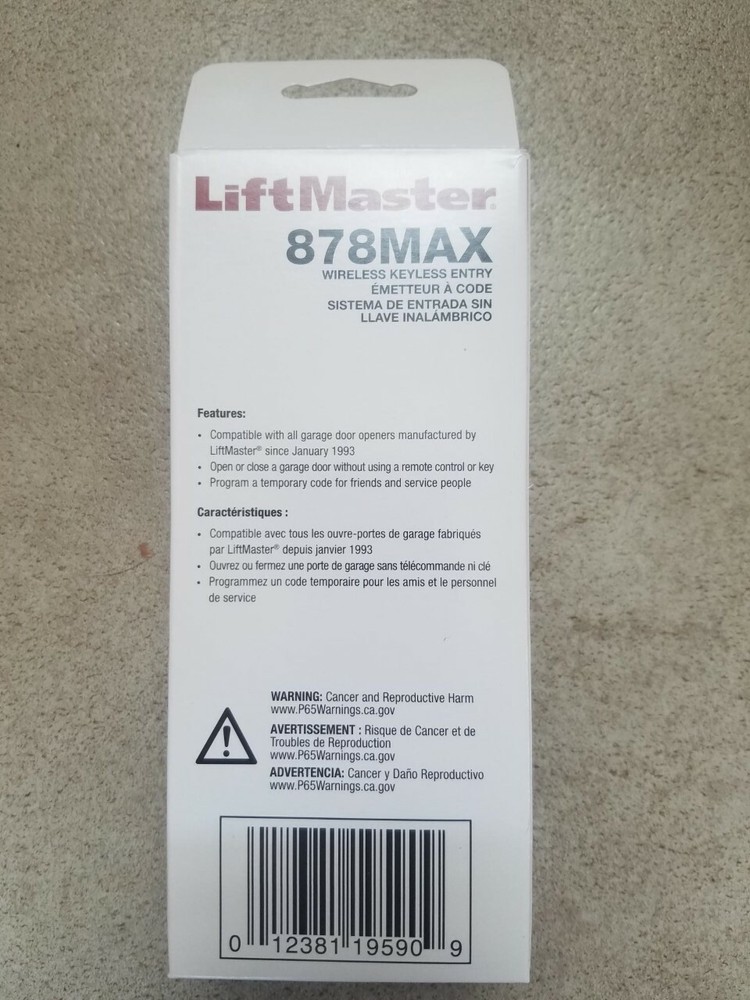 LiftMaster.
878MAX
WIRELESS KEYLESS ENTRY
ÉMETTEUR À CODE
SISTEMA DE ENTRADA SIN
LLAVE INALÁMBRICO
Features:
• Compatible with all garage door openers manufactured by
LiftMaster® since January 1993
• Open or close a garage door without using a remote control or key
• Program a temporary code for friends and service people
Caractéristiques :
• Compatible avec tous les ouvre-portes de garage fabriqués
par LiftMaster® depuis janvier 1993
• Ouvrez ou fermez une porte de garage sans télécommande ni clé
• Programmez un code temporaire pour les amis et le personnel
de service
WARNING: Cancer and Reproductive Harm
www.P65Warnings.ca.gov
AVERTISSEMENT : Risque de Cancer et de
Troubles de Reproduction
www.P65Warnings.ca.gov
ADVERTENCIA: Cancer y Daño Reproductivo
www.P65Warnings.ca.gov
0 12381 19590 9